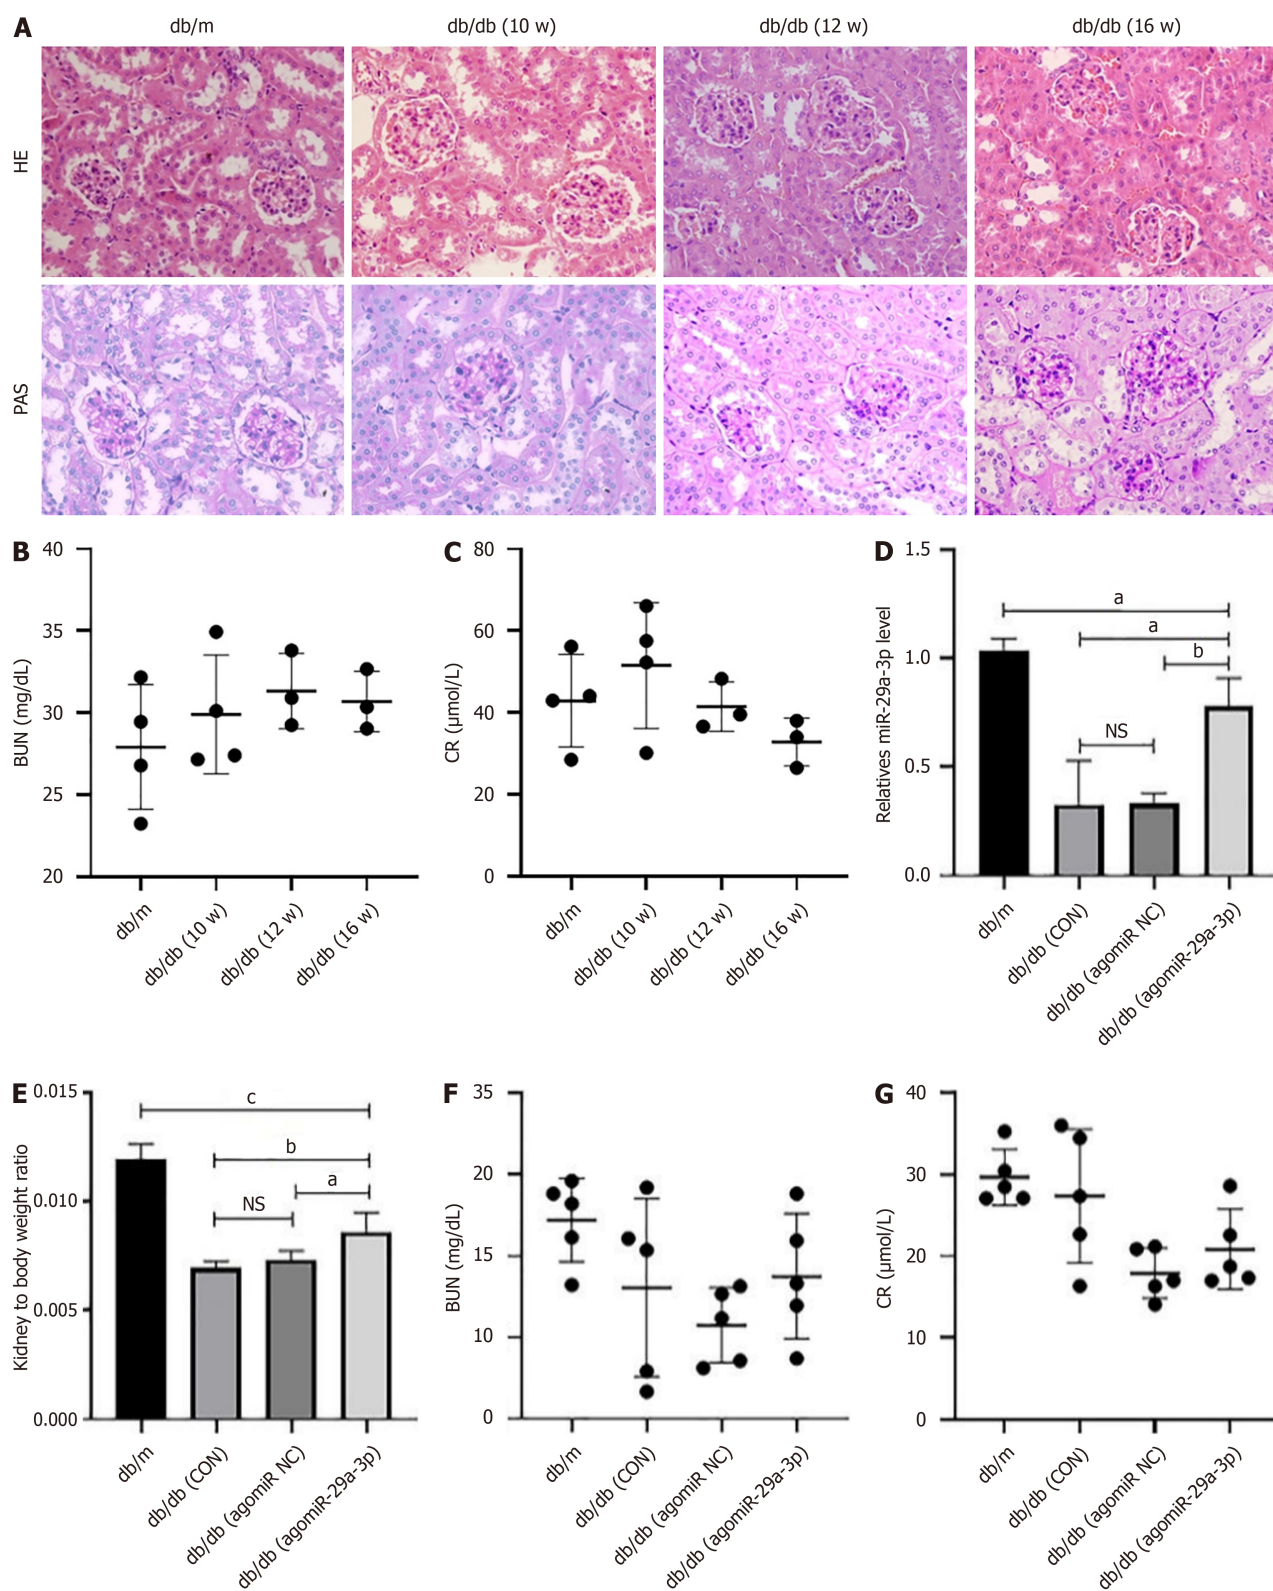 A
db/m
db/db (10 w)
db/db (12 w)
db/db (16 w)
HE
PAS
B
BUN (mg/dL)
40
35
30
25
20
db/m
db/db (10 w)
db/db (12 w)
db/db (16 w)
C
CR (μmol/L)
80
60
40
20
0
db/m
db/db (10 w)
db/db (12 w)
db/db (16 w)
D
Relatives miR-29a-3p level
1.5
1.0
0.5
0.0
a
a
b
NS
db/m
db/db (CON)
db/db (agomiR NC)
db/db (agomiR-29a-3p)
E
Kidney to body weight ratio
0.015
0.010
0.005
0.000
c
b
a
NS
db/m
db/db (CON)
db/db (agomiR NC)
db/db (agomiR-29a-3p)
F
BUN (mg/dL)
35
20
15
10
0
db/m
db/db (CON)
db/db (agomiR NC)
db/db (agomiR-29a-3p)
G
CR (μmol/L)
40
30
20
10
0
db/m
db/db (CON)
db/db (agomiR NC)
db/db (agomiR-29a-3p)